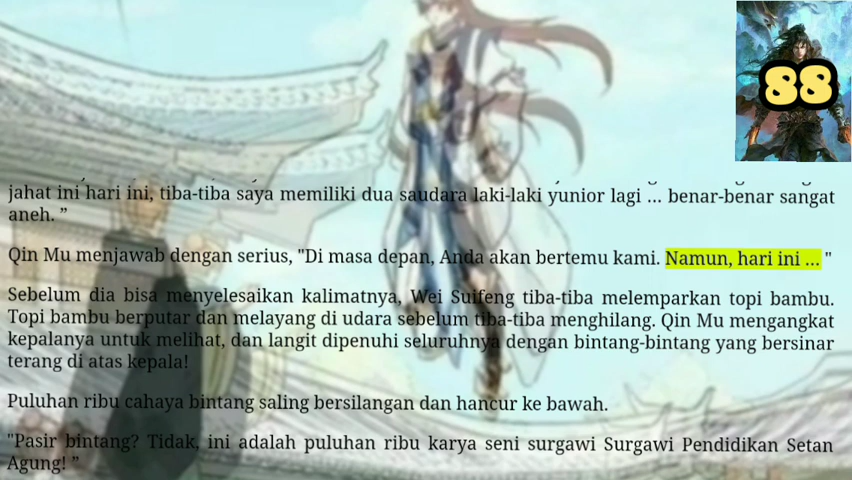 88
jahat ini hari ini, tiba-tiba saya memiliki dua saudara laki-laki yunior lagi ... benar-benar sangat
aneh. ”
Qin Mu menjawab dengan serius, "Di masa depan, Anda akan bertemu kami. Namun, hari ini ... "
Sebelum dia bisa menyelesaikan kalimatnya, Wei Suifeng tiba-tiba melemparkan topi bambu.
Topi bambu berputar dan melayang di udara sebelum tiba-tiba menghilang. Qin Mu mengangkat
kepalanya untuk melihat, dan langit dipenuhi seluruhnya dengan bintang-bintang yang bersinar
terang di atas kepala!
Puluhan ribu cahaya bintang saling bersilangan dan hancur ke bawah.
"Pasir bintang? Tidak, ini adalah puluhan ribu karya seni surgawi Surgawi Pendidikan Setan
Agung! ”